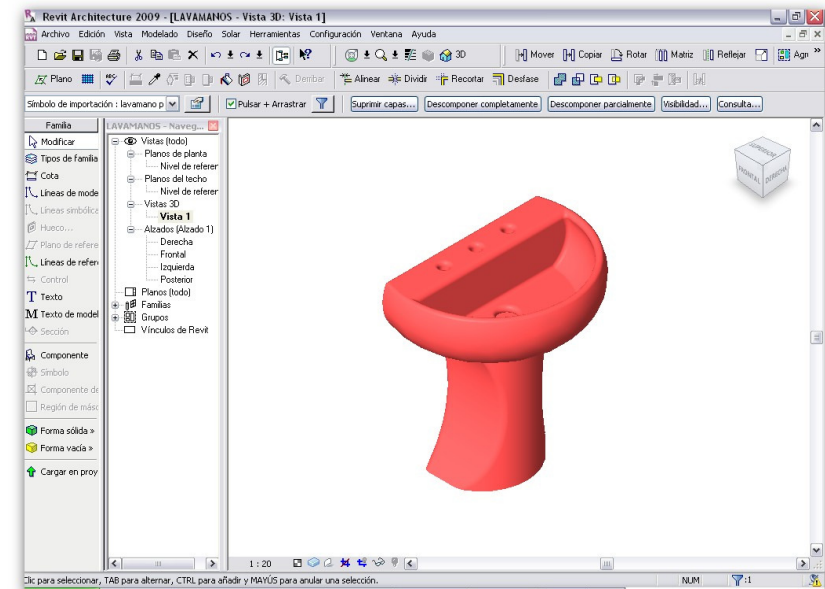 Revit Architecture 2009 - [LAVAMANOS - Vista 3D: Vista 1]
Archivo Edición Vista Modelado Diseño Solar Herramientas Configuración Ventana Ayuda
3D Mover Copiar Rotar Matriz Reflejar Agr »
Plano Derribar Alinear Dividir Recortar Desfase
Símbolo de importación : lavamano p Pulsar + Arrastrar Suprimir capas... Descomponer completamente Descomponer parcialmente Visibilidad... Consulta...
Familia
Modificar
Tipos de familia
Cota
Líneas de mode
Líneas simbólica
Hueco...
Plano de refere
Líneas de referen
Control
Texto
Texto de model
Sección
Componente
Símbolo
Componente de
Región de másc
Forma sólida »
Forma vacía »
Cargar en proy
LAVAMANOS - Naveg...
Vistas (todo)
Planos de planta
Nivel de referer
Planos del techo
Nivel de referer
Vistas 3D
Vista 1
Alzados (Alzado 1)
Derecha
Frontal
Izquierda
Posterior
Planos (todo)
Familias
Grupos
Vínculos de Revit
SUPERIOR
FRONTAL DERECHA
1 : 20
Clic para seleccionar, TAB para alternar, CTRL para añadir y MAYÚS para anular una selección. NUM :1